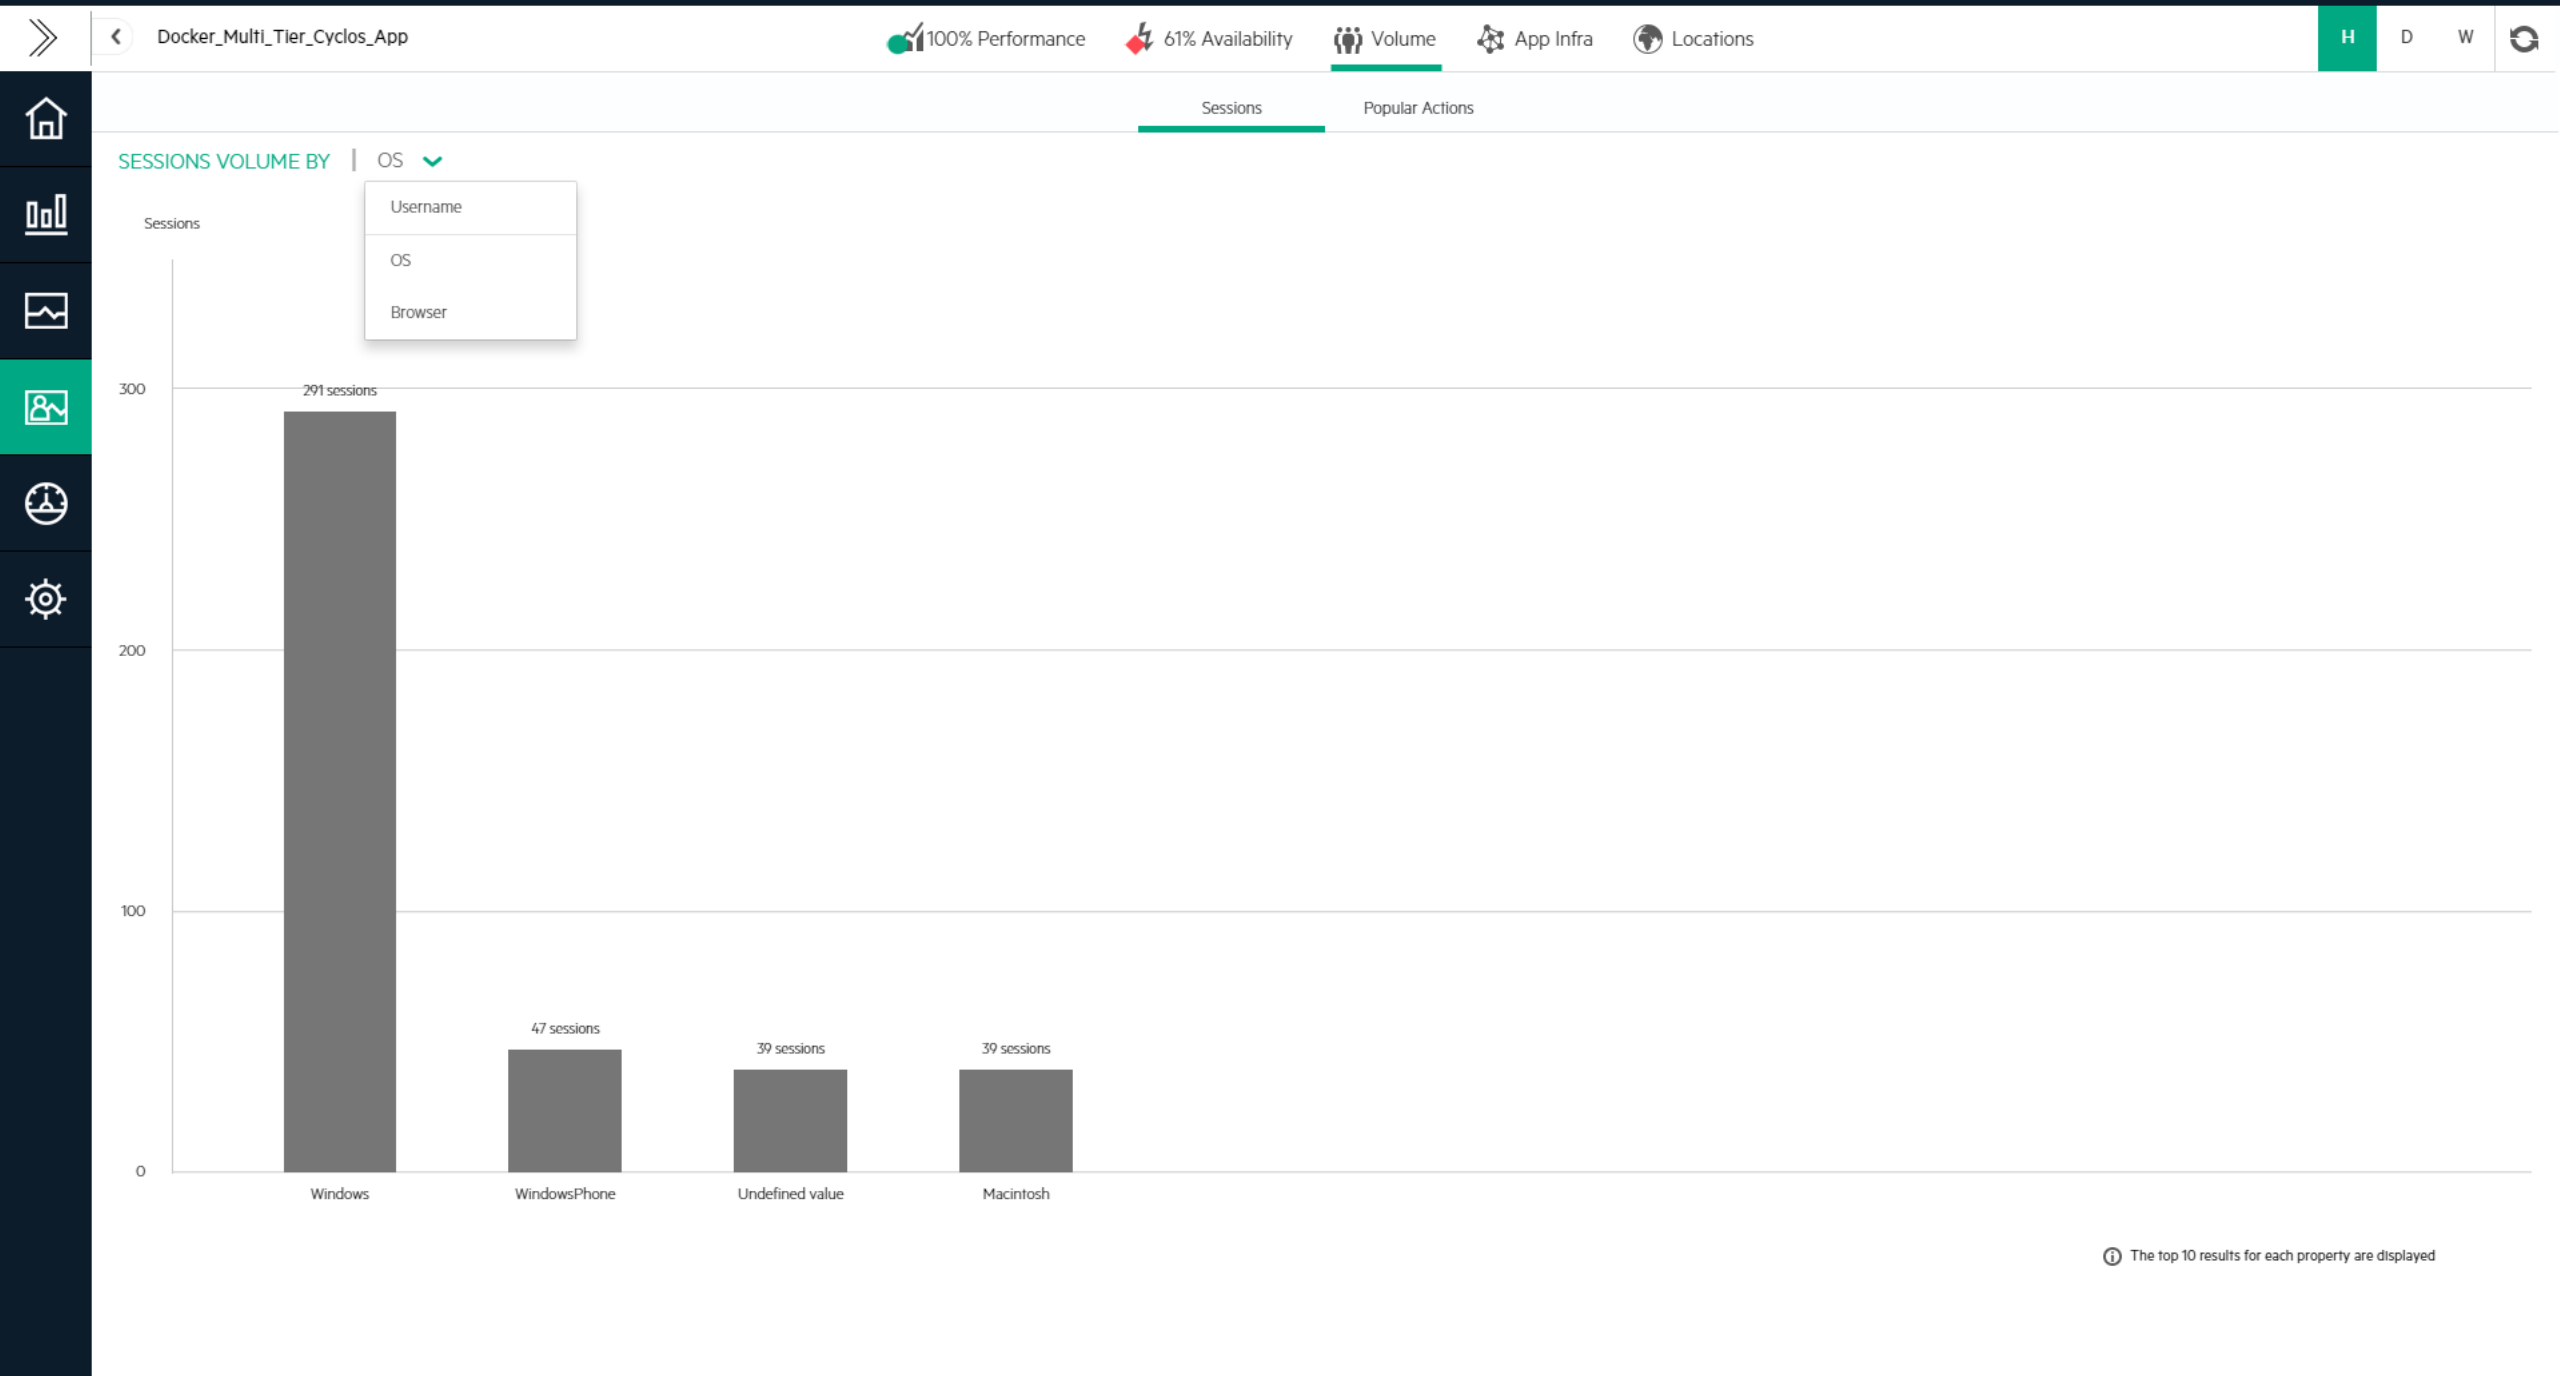 Docker_Multi_Tier_Cyclos_App
100% Performance
61% Availability
Volume
App Infra
Locations
H
D
W
Sessions
Popular Actions
SESSIONS VOLUME BY | OS
Username
OS
Browser
Sessions
300
200
100
0
291 sessions
47 sessions
39 sessions
39 sessions
Windows
WindowsPhone
Undefined value
Macintosh
The top 10 results for each property are displayed